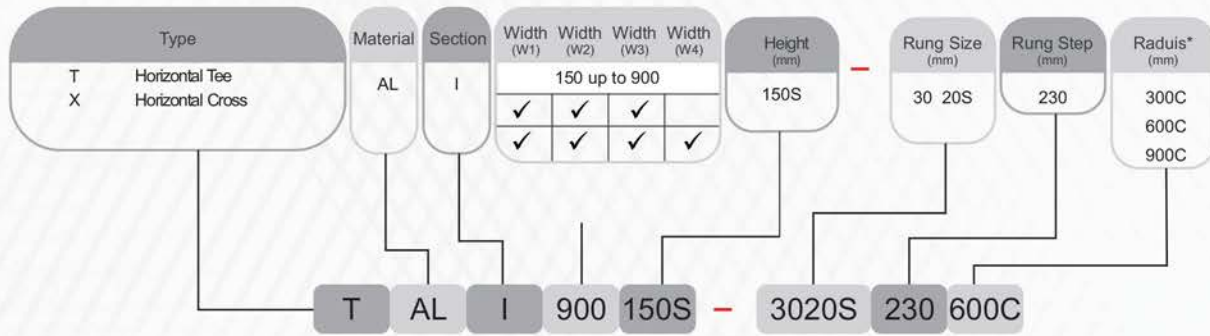 Type
T Horizontal Tee
X Horizontal Cross
Material
AL
Section
I
Width Width Width Width
(W1) (W2) (W3) (W4)
150 up to 900
✓ ✓ ✓
✓ ✓ ✓ ✓
Height
(mm)
150S
–
Rung Size
(mm)
30 20S
Rung Step
(mm)
230
Raduis*
(mm)
300C
600C
900C
T AL I 900 150S – 3020S 230 600C